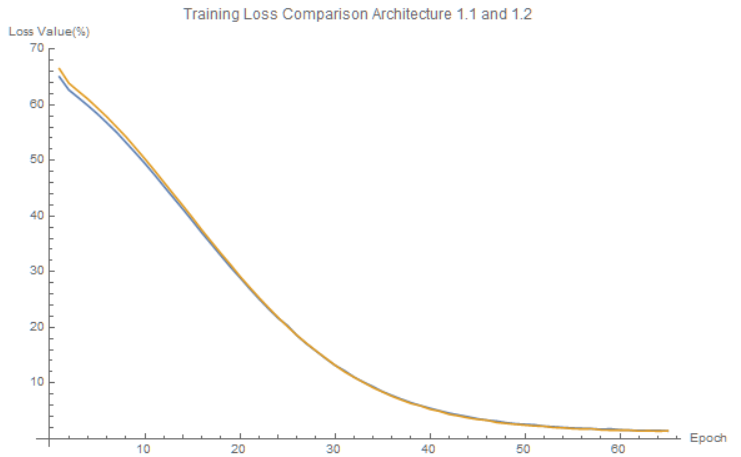 Training Loss Comparison Architecture 1.1 and 1.2
Loss Value(%)
70
60
50
40
30
20
10
10 20 30 40 50 60 Epoch